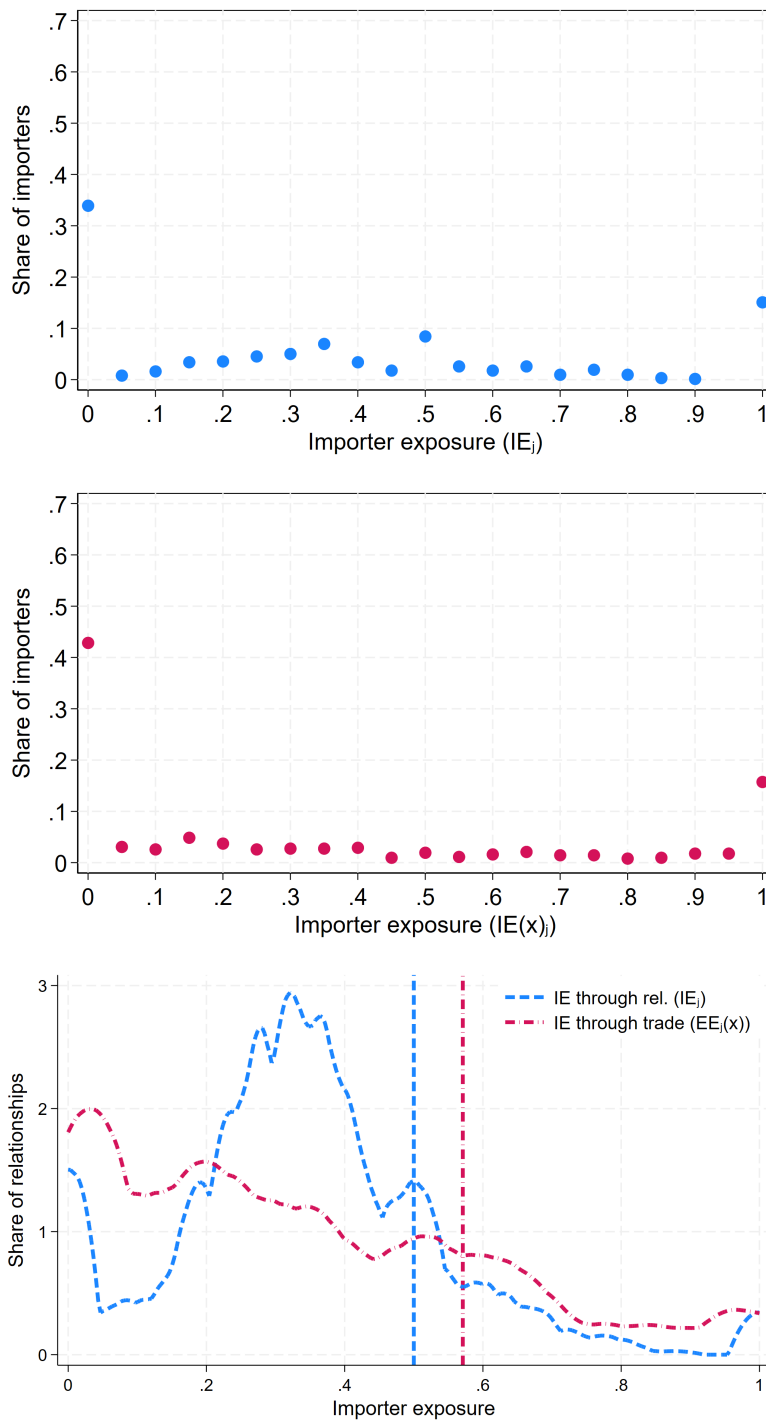 .7
.6
.5
.4
.3
.2
.1
0
Share of importers
0 .1 .2 .3 .4 .5 .6 .7 .8 .9 1
Importer exposure (IEⱼ)
.7
.6
.5
.4
.3
.2
.1
0
Share of importers
0 .1 .2 .3 .4 .5 .6 .7 .8 .9 1
Importer exposure (IE(x)ⱼ)
3
2
1
0
Share of relationships
IE through rel. (IEⱼ)
IE through trade (EEⱼ(x))
0 .2 .4 .6 .8 1
Importer exposure